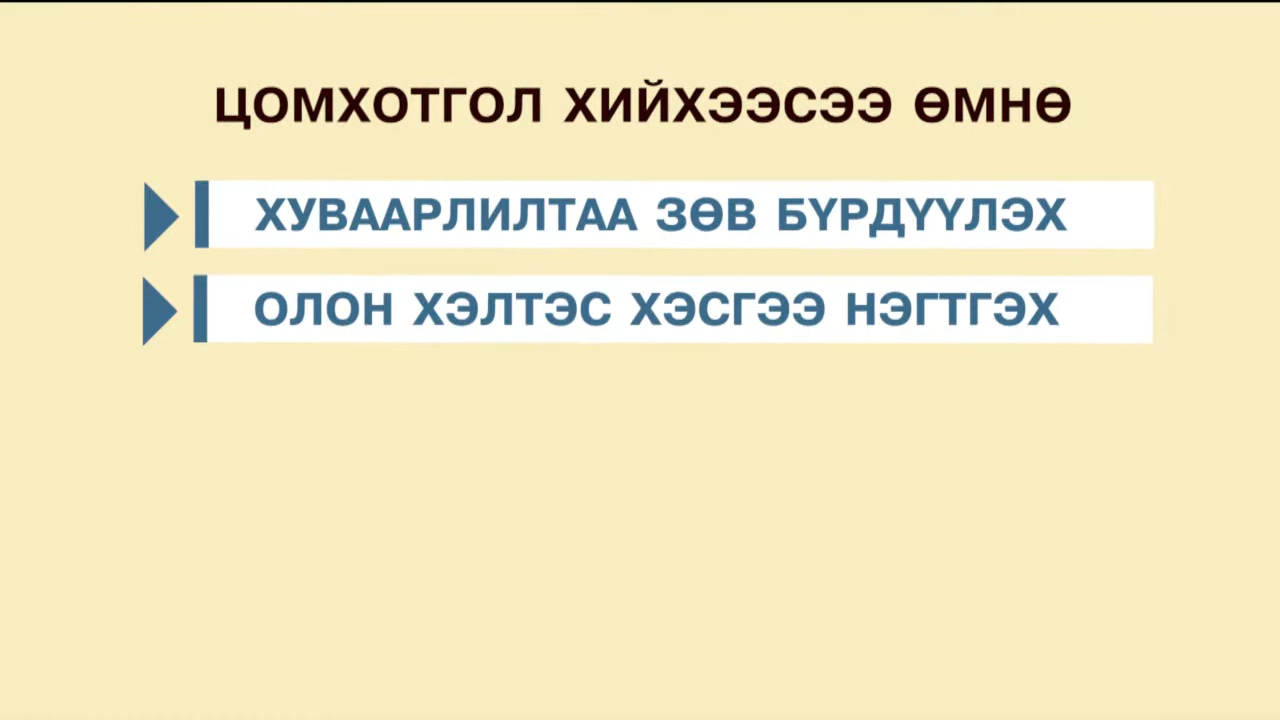 ЦОМХОТГОЛ ХИЙХЭЭСЭЭ ӨМНӨ
ХУВААРЛИЛТАА ЗӨВ БҮРДҮҮЛЭХ
ОЛОН ХЭЛТЭС ХЭСГЭЭ НЭГТГЭХ